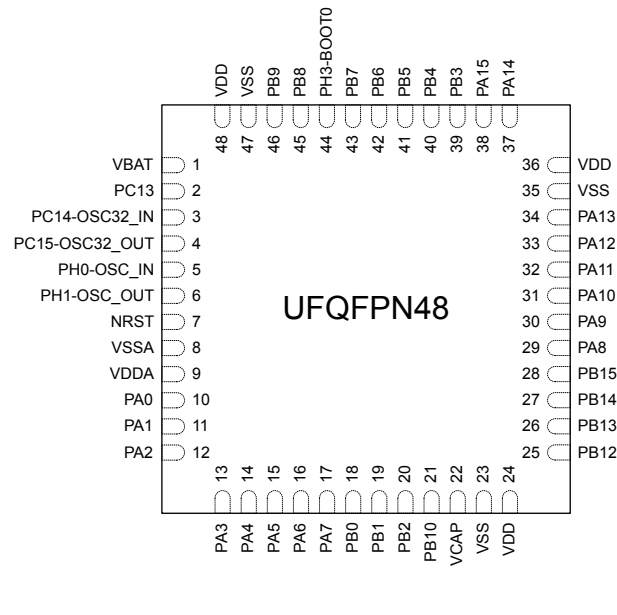 VDD VSS PB9 PB8 PH3-BOOT0 PB7 PB6 PB5 PB4 PB3 PA15 PA14
48 47 46 45 44 43 42 41 40 39 38 37
VBAT 1 36 VDD
PC13 2 35 VSS
PC14-OSC32_IN 3 34 PA13
PC15-OSC32_OUT 4 33 PA12
PH0-OSC_IN 5 32 PA11
PH1-OSC_OUT 6 31 PA10
UFQFPN48
NRST 7 30 PA9
VSSA 8 29 PA8
VDDA 9 28 PB15
PA0 10 27 PB14
PA1 11 26 PB13
PA2 12 25 PB12
13 14 15 16 17 18 19 20 21 22 23 24
PA3 PA4 PA5 PA6 PA7 PB0 PB1 PB2 PB10 VCAP VSS VDD